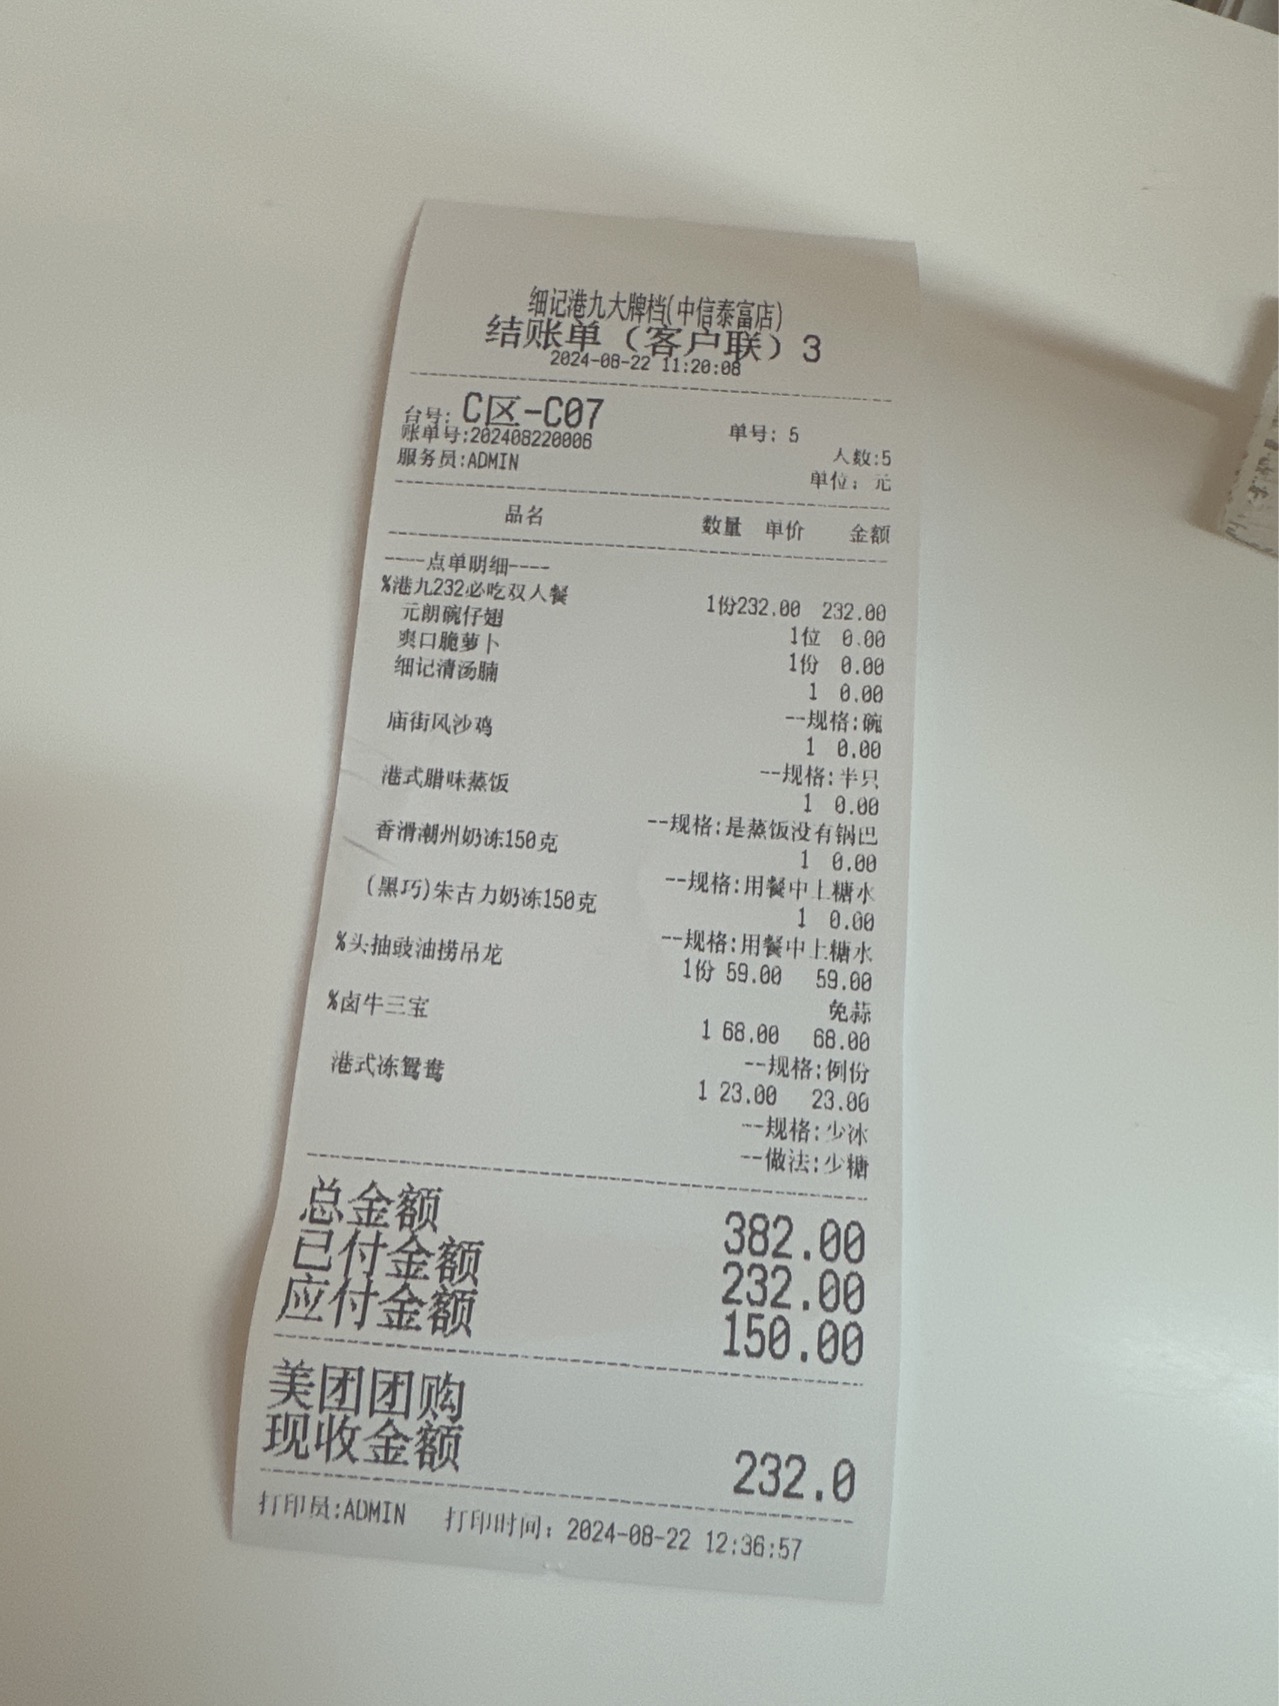 细记港九大牌档(中信泰富店)
结账单（客户联）3
2024-08-22 11:20:08
台号: C区-C07 单号: 5
账单号:202408220006 人数:5
服务员:ADMIN 单位: 元
品名 数量 单价 金额
----点单明细----
%港九232必吃双人餐 1份232.00 232.00
元朗碗仔翅 1位 0.00
爽口脆萝卜 1份 0.00
细记清汤腩 1 0.00
--规格:碗
庙街风沙鸡 1 0.00
--规格:半只
港式腊味蒸饭 1 0.00
--规格:是蒸饭没有锅巴
香滑潮州奶冻150克 1 0.00
--规格:用餐中上糖水
(黑巧)朱古力奶冻150克 1 0.00
--规格:用餐中上糖水
%头抽豉油捞吊龙 1份 59.00 59.00
免蒜
%卤牛三宝 1 68.00 68.00
--规格:例份
港式冻鸳鸯 1 23.00 23.00
--规格:少冰
--做法:少糖
总金额 382.00
已付金额 232.00
应付金额 150.00
美团团购
现收金额 232.0
打印员:ADMIN 打印时间: 2024-08-22 12:36:57